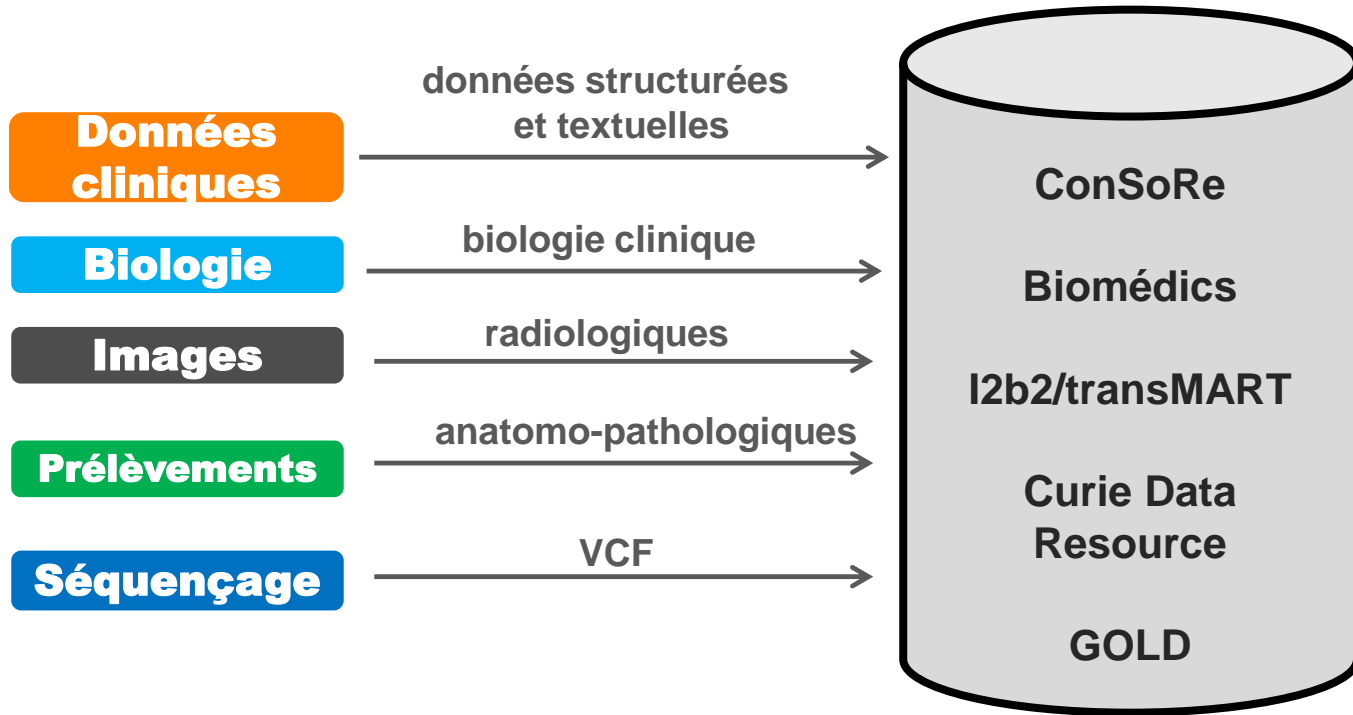 données structurées
et textuelles
Données
cliniques
ConSoRe
biologie clinique
Biologie
Biomédics
radiologiques
Images
I2b2/transMART
anatomo-pathologiques
Prélèvements
Curie Data
Resource
VCF
Séquençage
GOLD